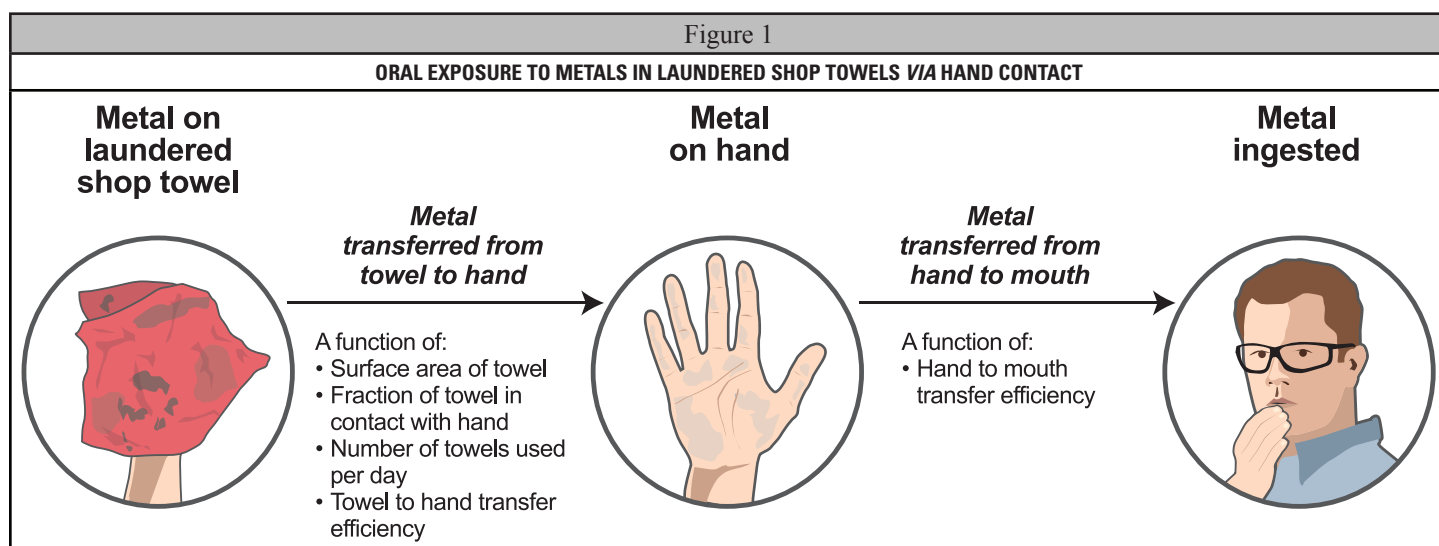 Figure 1
ORAL EXPOSURE TO METALS IN LAUNDERED SHOP TOWELS VIA HAND CONTACT
Metal on
laundered
shop towel
Metal
transferred from
towel to hand
A function of:
• Surface area of towel
• Fraction of towel in
contact with hand
• Number of towels used
per day
• Towel to hand transfer
efficiency
Metal
on hand
Metal
transferred from
hand to mouth
A function of:
• Hand to mouth
transfer efficiency
Metal
ingested